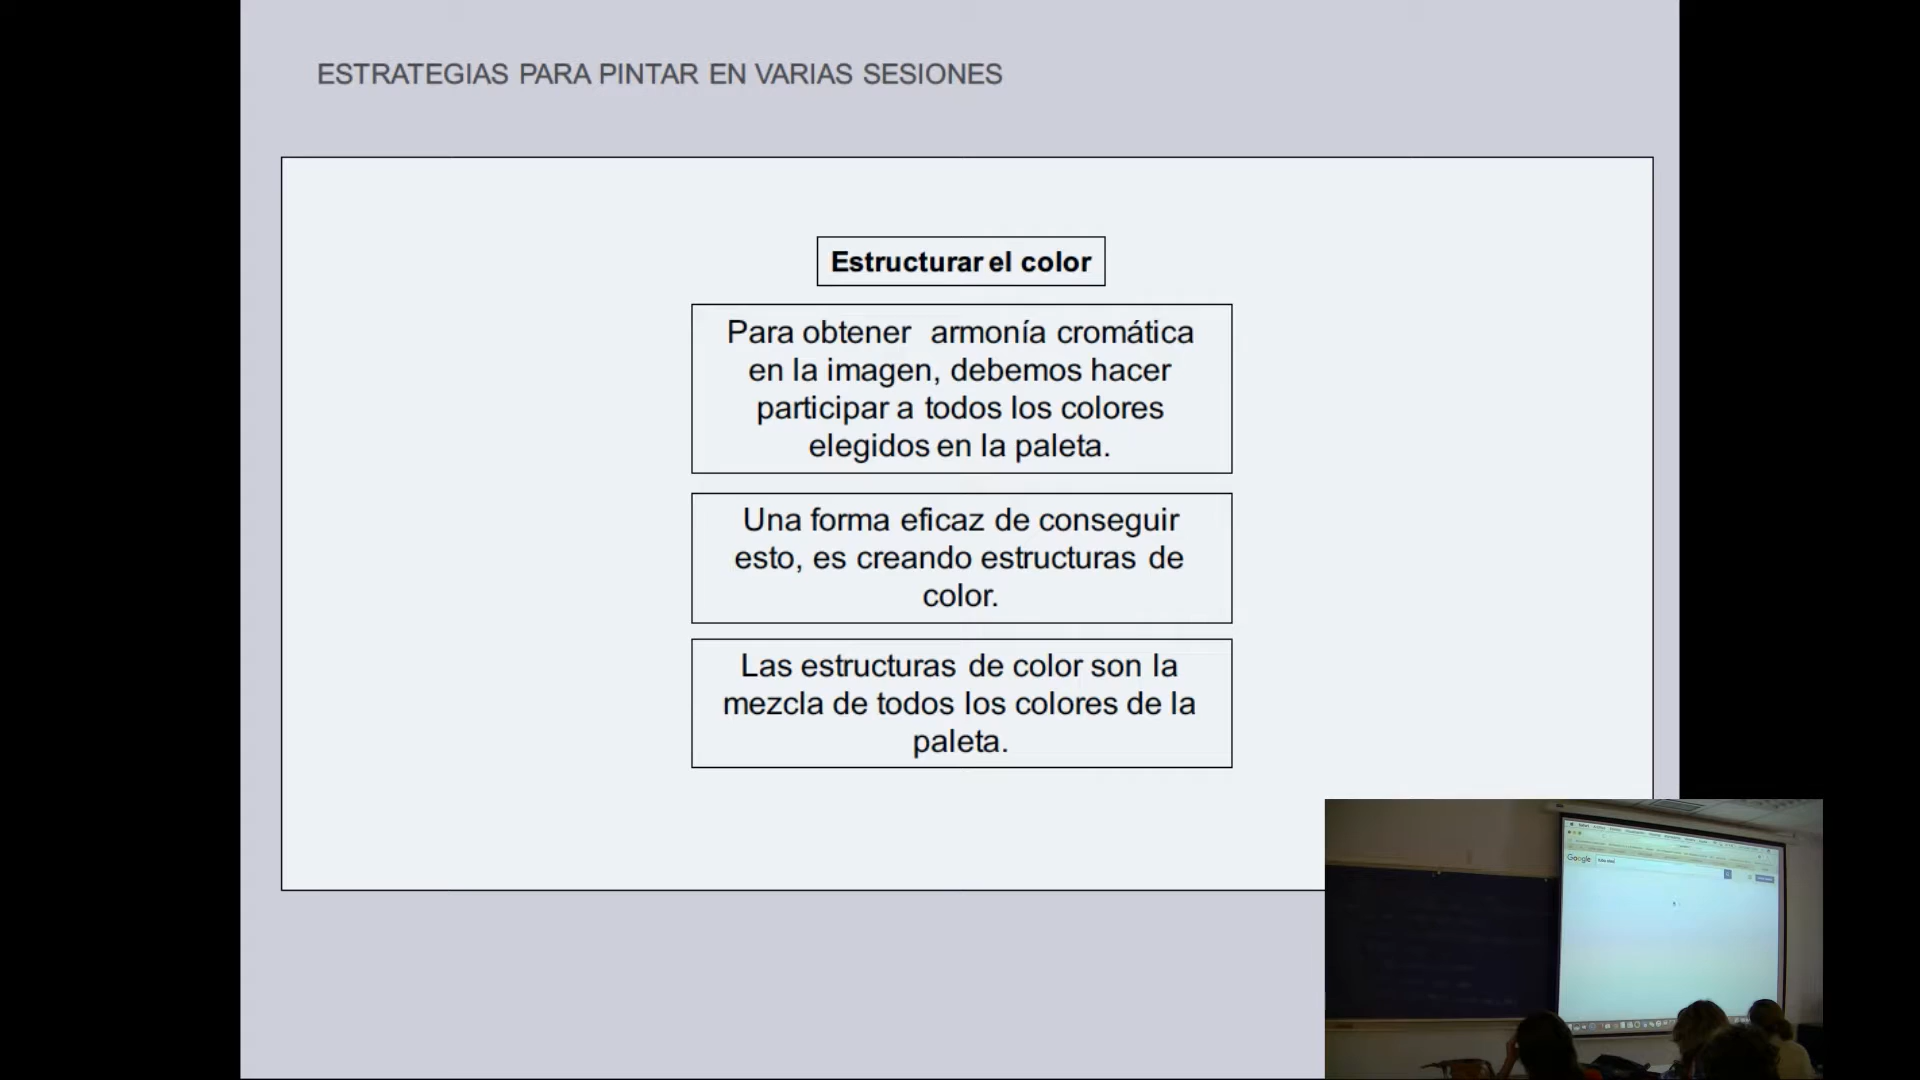 ESTRATEGIAS PARA PINTAR EN VARIAS SESIONES
Estructurar el color
Para obtener armonía cromática
en la imagen, debemos hacer
participar a todos los colores
elegidos en la paleta.
Una forma eficaz de conseguir
esto, es creando estructuras de
color.
Las estructuras de color son la
mezcla de todos los colores de la
paleta.
Google